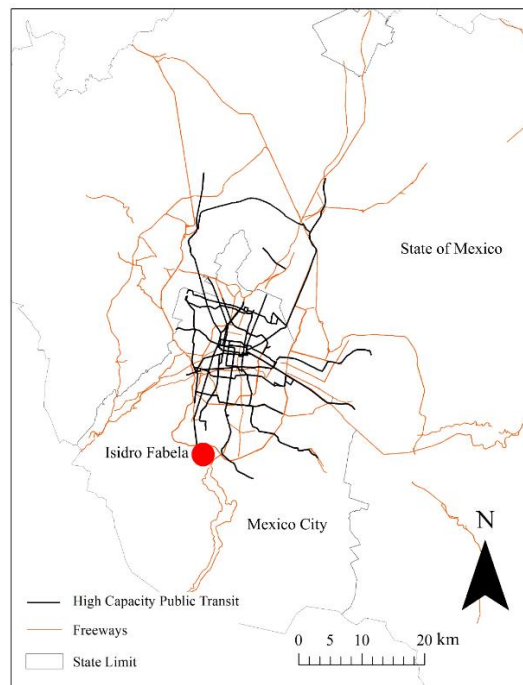 State of Mexico
Isidro Fabela
Mexico City
N
High Capacity Public Transit
Freeways
State Limit
0 5 10 20 km